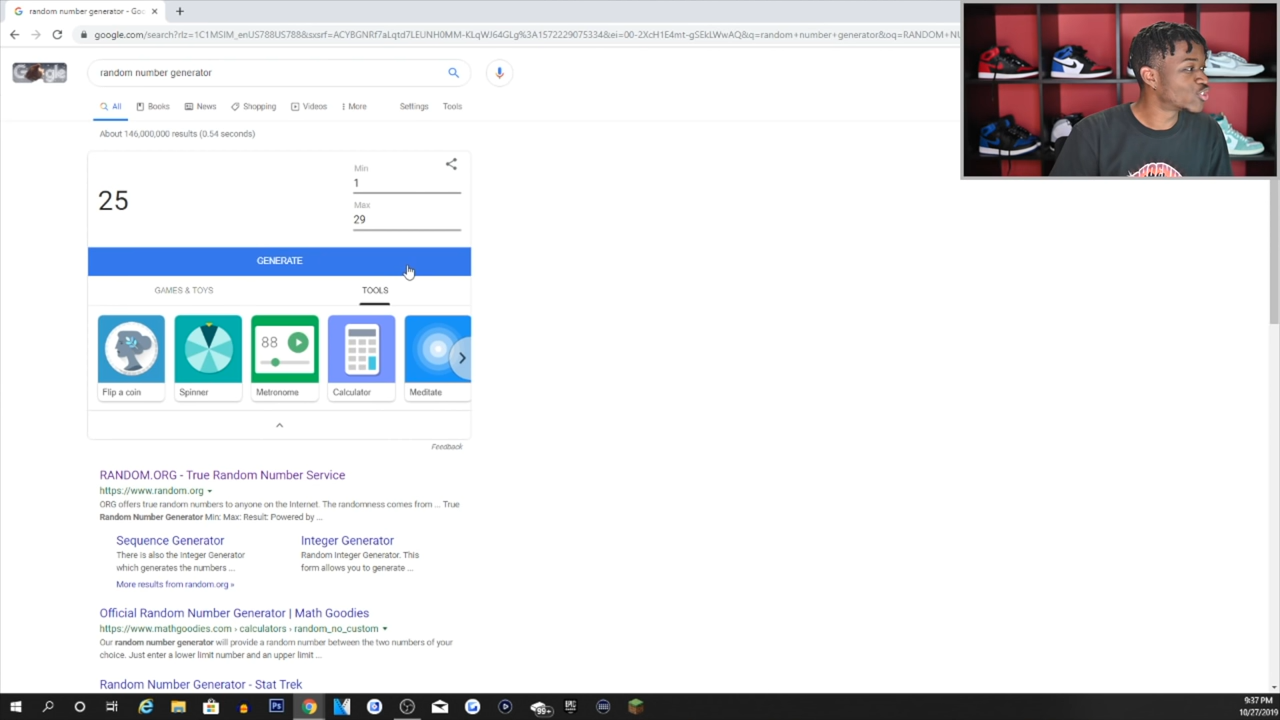 random number generator - Goo
google.com/search?rlz=1C1MSIM_enUS788US788&sxsrf=ACYBGNRf7aLqtd7LEUNH0MM-KLqWJ64GLg%3A1572229075334&ei=00-2XcH1E4mt-gSEkLWwAQ&q=random+number+generator&oq=RANDOM+NU
Google
random number generator
All Books News Shopping Videos More Settings Tools
About 146,000,000 results (0.54 seconds)
25
Min
1
Max
29
GENERATE
GAMES & TOYS TOOLS
88
Flip a coin Spinner Metronome Calculator Meditate
Feedback
RANDOM.ORG - True Random Number Service
https://www.random.org
ORG offers true random numbers to anyone on the Internet. The randomness comes from ... True
Random Number Generator Min: Max: Result: Powered by ...
Sequence Generator Integer Generator
There is also the Integer Generator Random Integer Generator. This
which generates the numbers ... form allows you to generate ...
More results from random.org »
Official Random Number Generator | Math Goodies
https://www.mathgoodies.com › calculators › random_no_custom
Our random number generator will provide a random number between the two numbers of your
choice. Just enter a lower limit number and an upper limit ...
Random Number Generator - Stat Trek
Ps 99+ EPIC
9:37 PM
10/27/2019